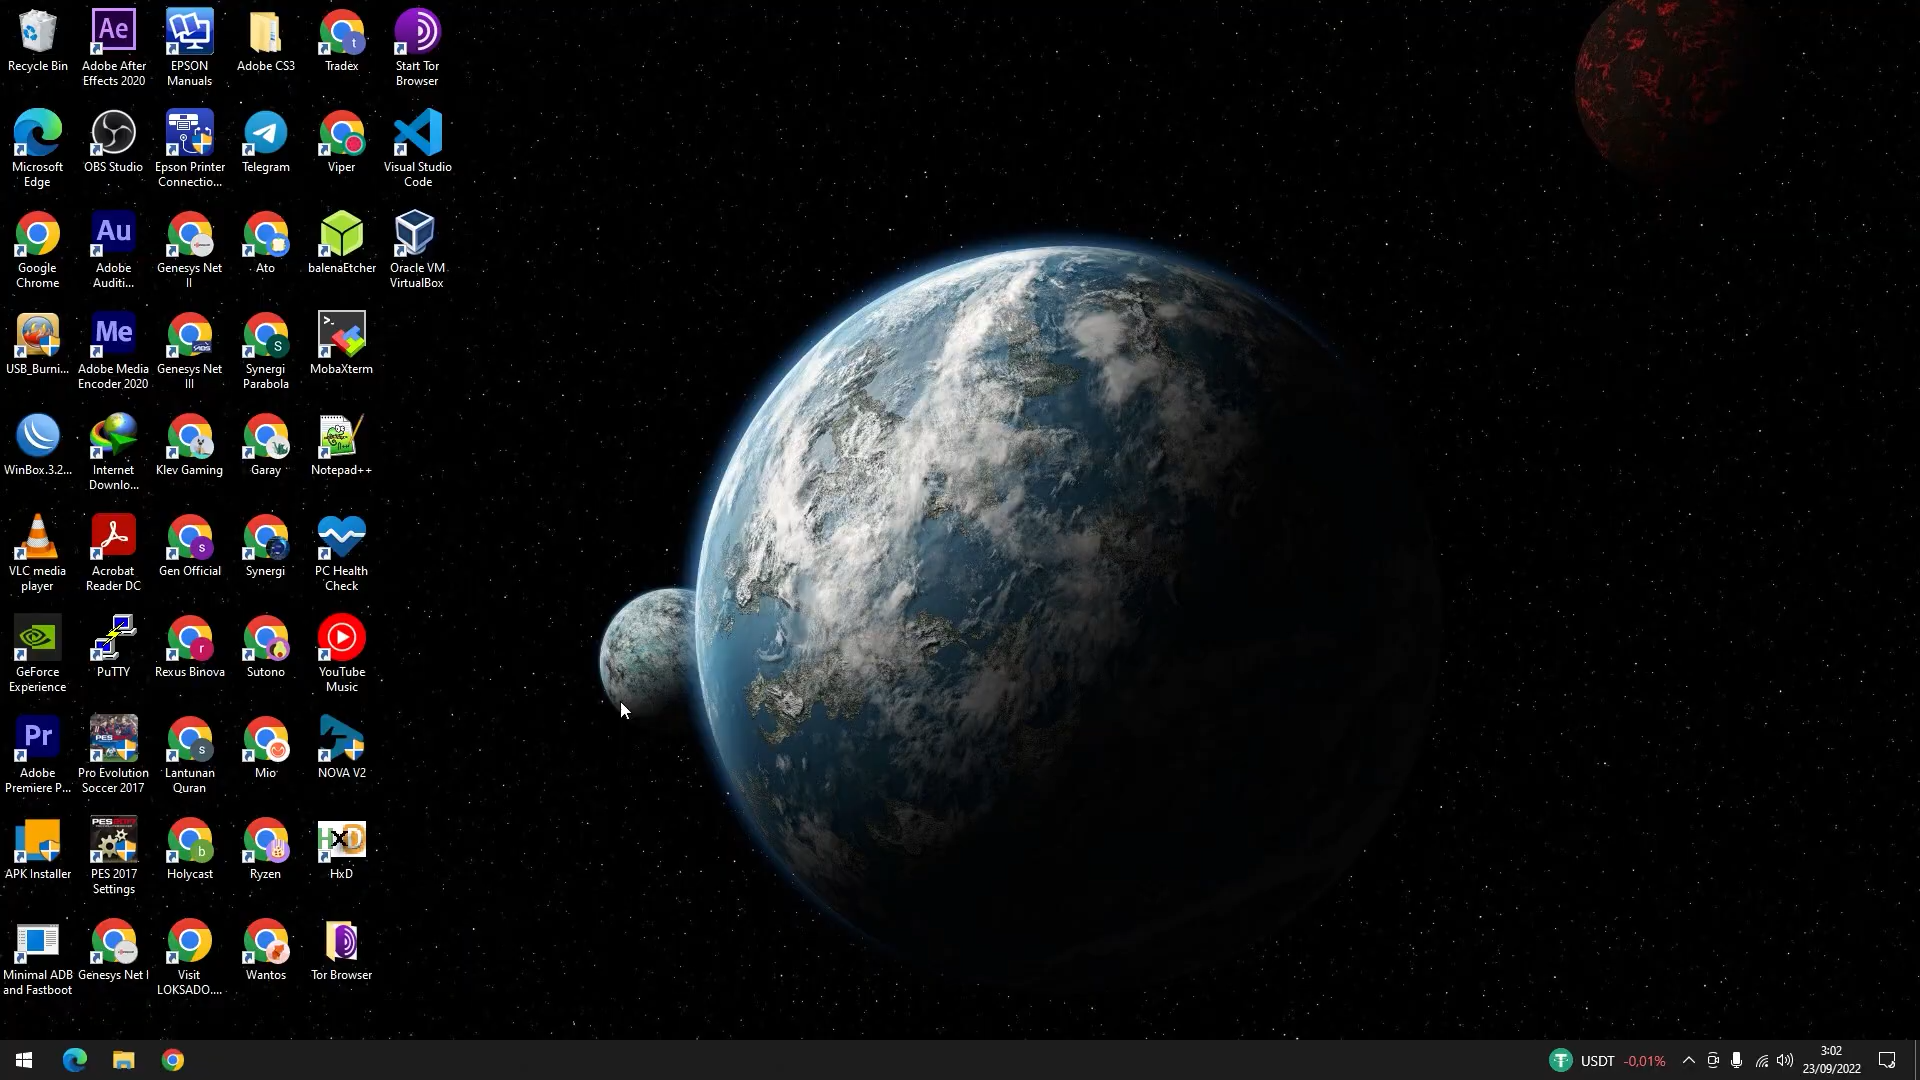 Recycle Bin
Adobe After
Effects 2020
EPSON
Manuals
Adobe CS3
Tradex
Start Tor
Browser
Microsoft
Edge
OBS Studio
Epson Printer
Connectio...
Telegram
Viper
Visual Studio
Code
Google
Chrome
Adobe
Auditi...
Genesys Net
II
Ato
balenaEtcher
Oracle VM
VirtualBox
USB_Burni...
Adobe Media
Encoder 2020
Genesys Net
III
Synergi
Parabola
MobaXterm
WinBox.3.2...
Internet
Downlo...
Klev Gaming
Garay
Notepad++
VLC media
player
Acrobat
Reader DC
Gen Official
Synergi
PC Health
Check
GeForce
Experience
PuTTY
Rexus Binova
Sutono
YouTube
Music
Adobe
Premiere P...
Pro Evolution
Soccer 2017
Lantunan
Quran
Mio
NOVA V2
APK Installer
PES 2017
Settings
Holycast
Ryzen
HxD
Minimal ADB
and Fastboot
Genesys Net I
Visit
LOKSADO....
Wantos
Tor Browser
USDT -0,01%
3:02
23/09/2022